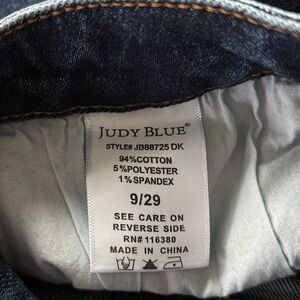 JUDY BLUE®
STYLE# JB88725 DK
94%COTTON
5%POLYESTER
1%SPANDEX
9/29
SEE CARE ON
REVERSE SIDE
RN# 116380
MADE IN CHINA